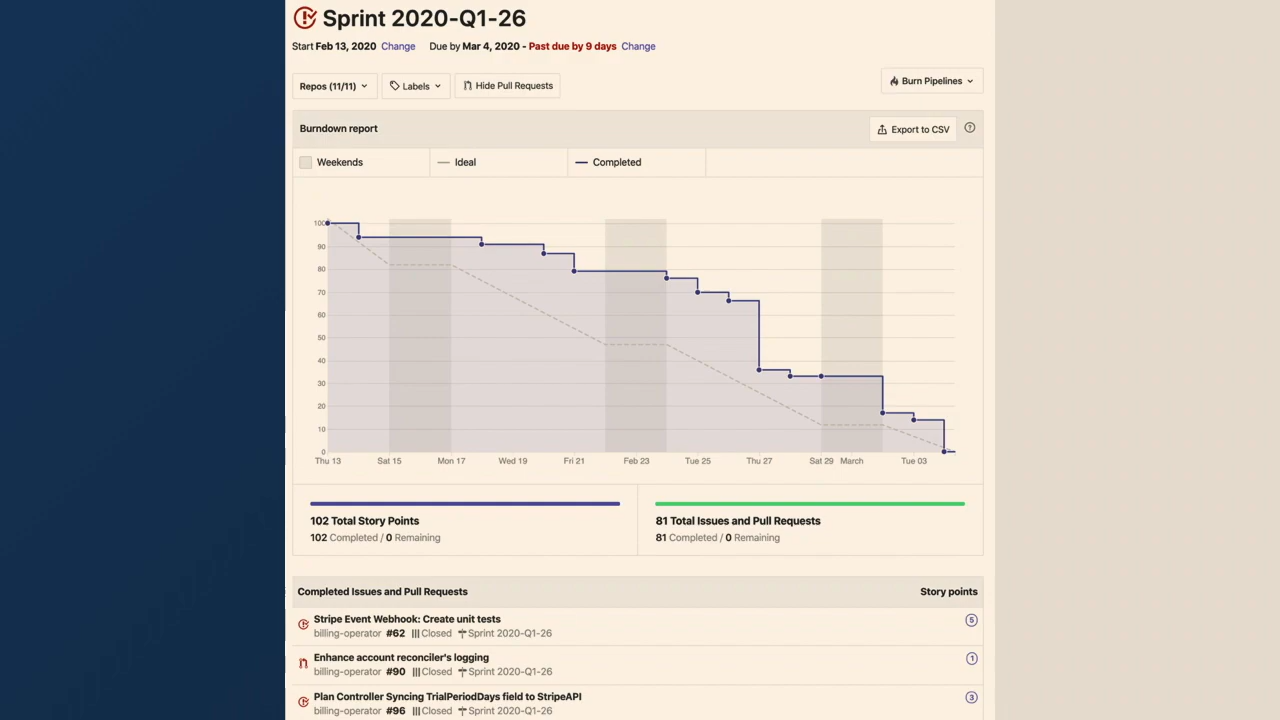 Sprint 2020-Q1-26
Start Feb 13, 2020 Change Due by Mar 4, 2020 - Past due by 9 days Change
Repos (11/11) Labels Hide Pull Requests Burn Pipelines
Burndown report Export to CSV
Weekends Ideal Completed
100
90
80
70
60
50
40
30
20
10
0
Thu 13 Sat 15 Mon 17 Wed 19 Fri 21 Feb 23 Tue 25 Thu 27 Sat 29 March Tue 03
102 Total Story Points
102 Completed / 0 Remaining
81 Total Issues and Pull Requests
81 Completed / 0 Remaining
Completed Issues and Pull Requests Story points
Stripe Event Webhook: Create unit tests 5
billing-operator #62 Closed Sprint 2020-Q1-26
Enhance account reconciler's logging 1
billing-operator #90 Closed Sprint 2020-Q1-26
Plan Controller Syncing TrialPeriodDays field to StripeAPI 3
billing-operator #96 Closed Sprint 2020-Q1-26